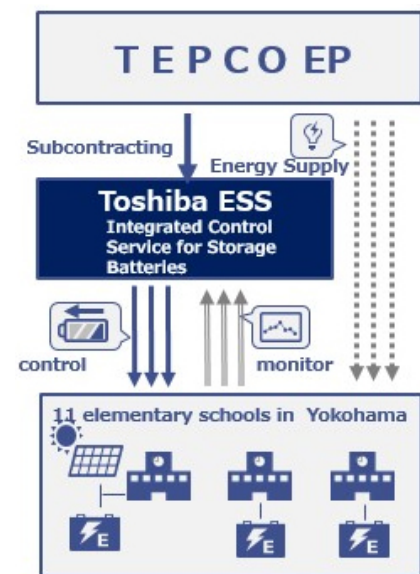 T E P C O EP
Subcontracting
Energy Supply
Toshiba ESS
Integrated Control
Service for Storage
Batteries
control
monitor
11 elementary schools in Yokohama
E
E
E